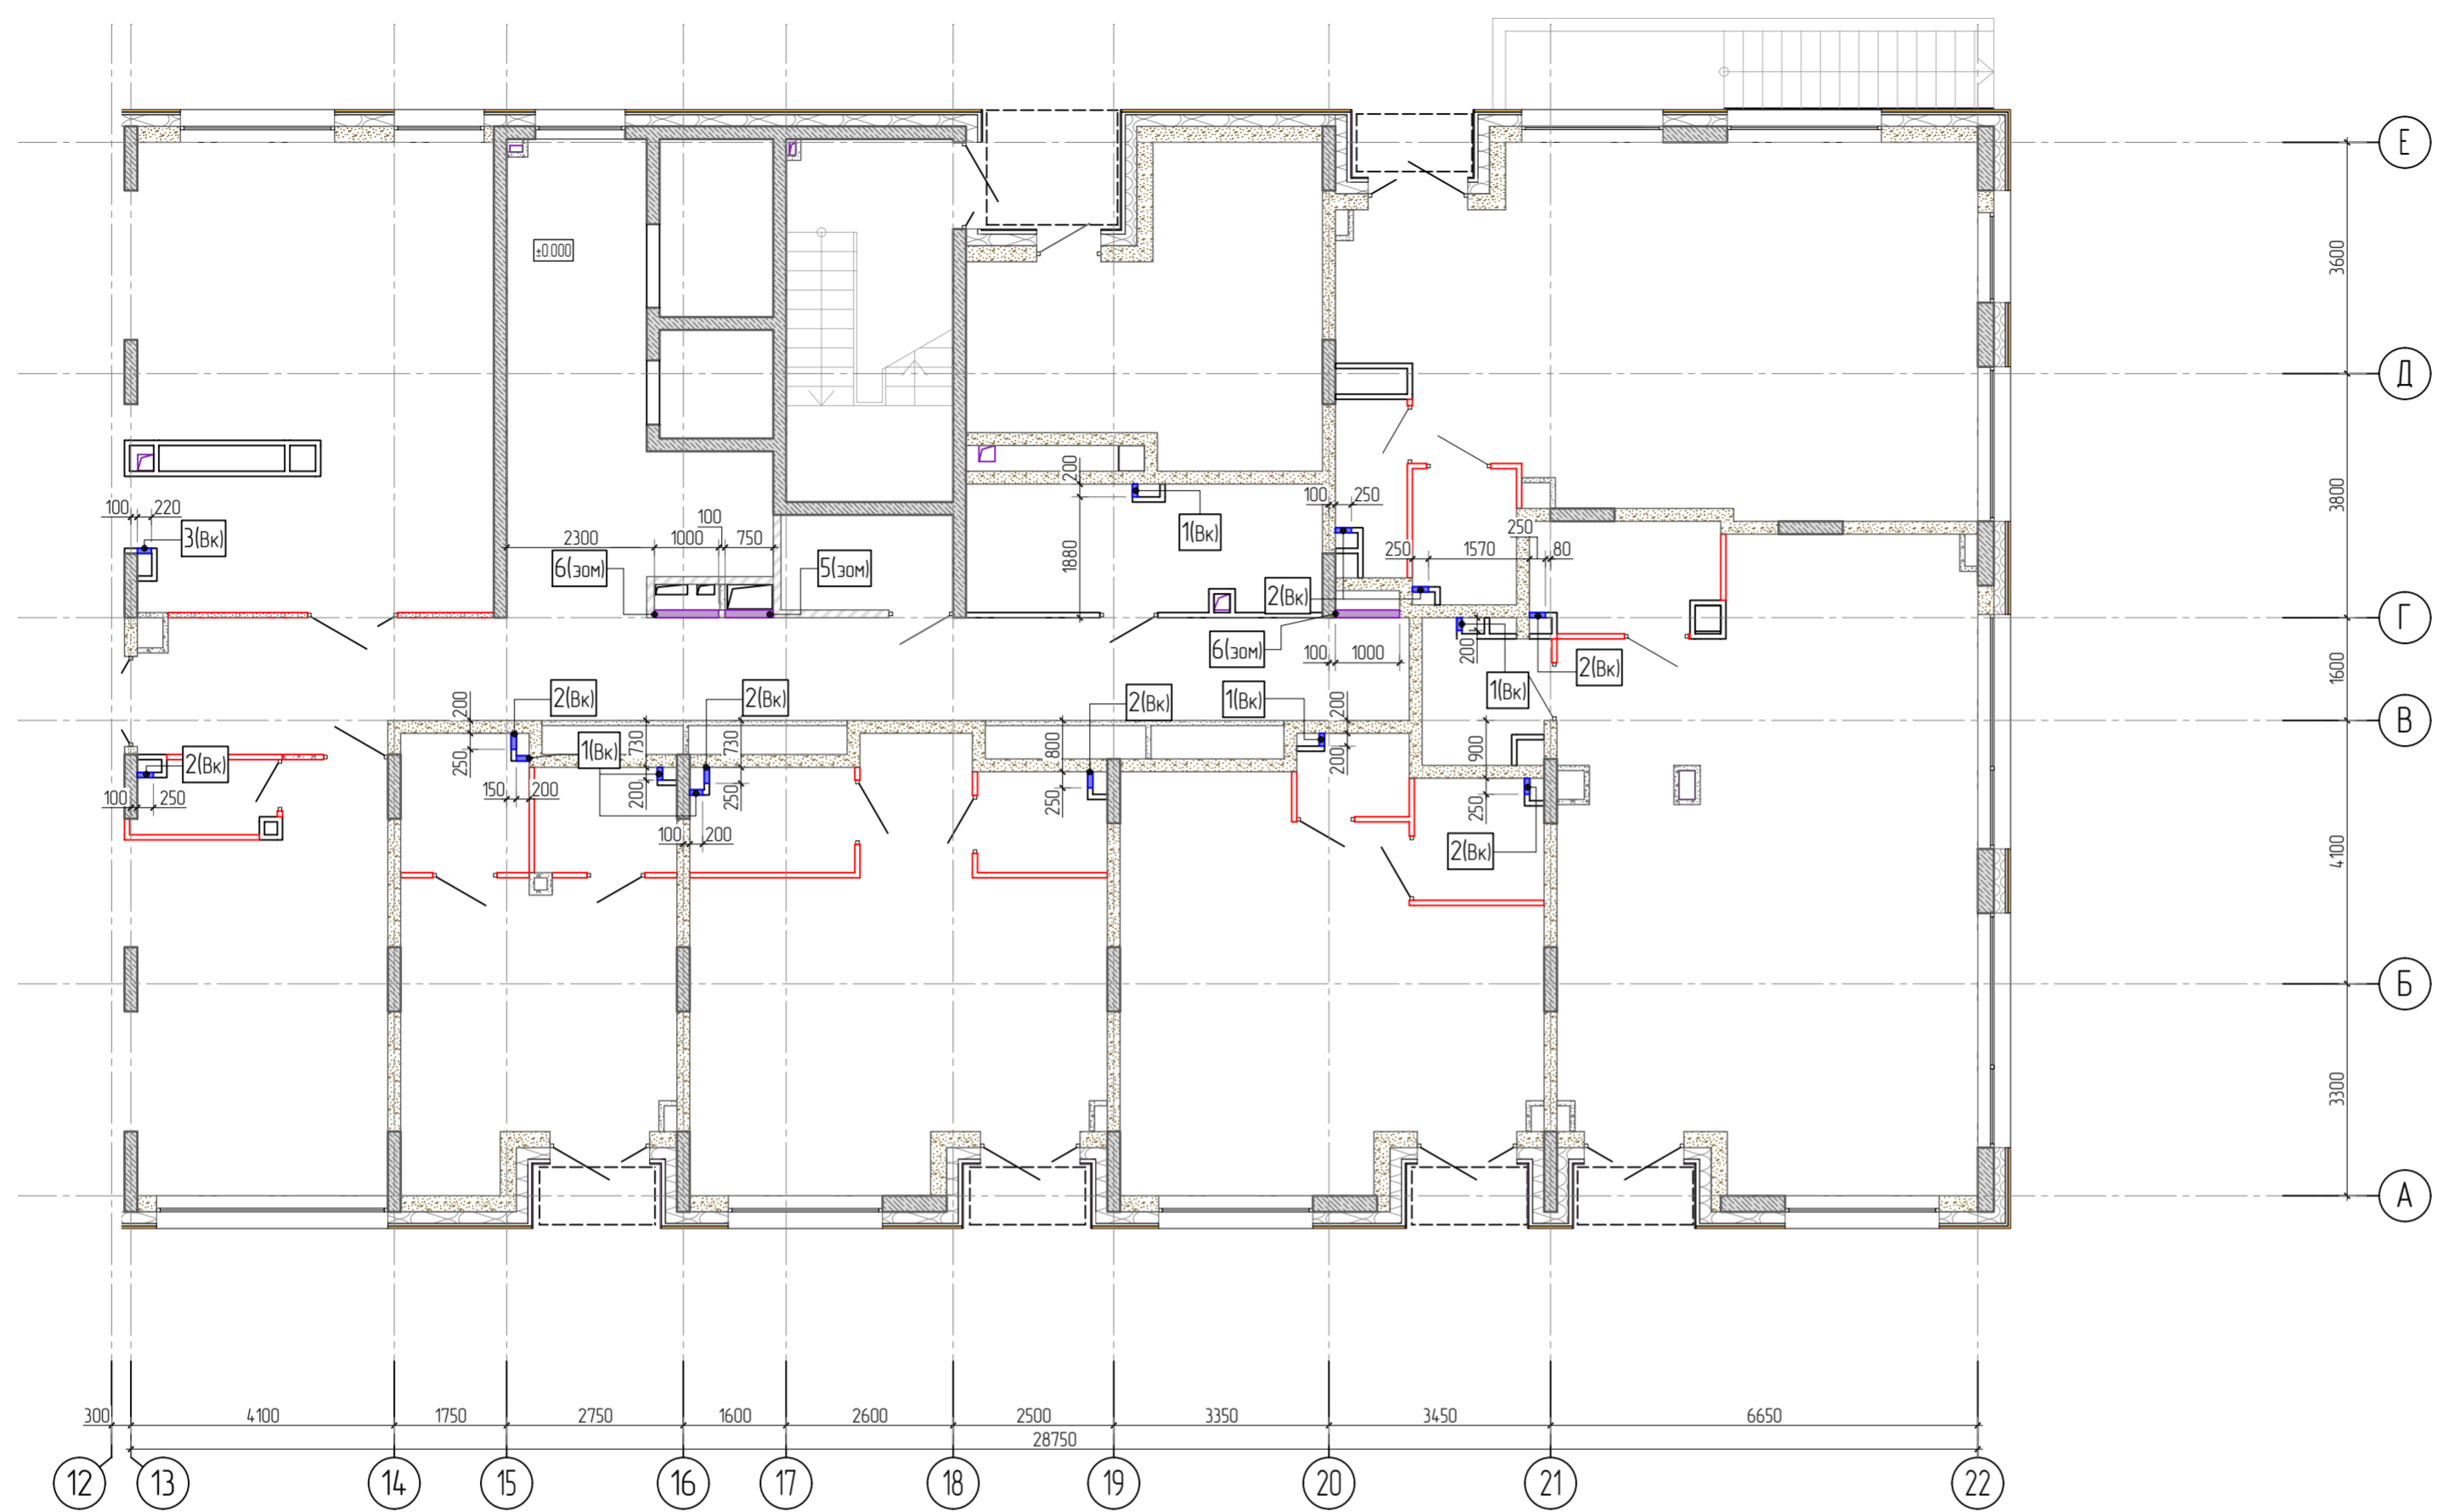 Е
3600
±0.000
Д
200
100 220
3(Вк)
100
2300 1000 750
6(зом)
5(зом)
1880
1(Вк)
100 250
2(Вк)
250
250 1570 80
3800
Г
6(зом)
100 1000
200
1(Вк)
2(Вк)
1600
200
2(Вк)
2(Вк)
2(Вк)
1(Вк)
200
В
250
1(Вк)
730
730
800
200
900
2(Вк)
100 250
150 200
200
250
250
250
100 200
2(Вк)
4100
Б
3300
А
300 4100 1750 2750 1600 2600 2500 3350 3450 6650
28750
12 13 14 15 16 17 18 19 20 21 22